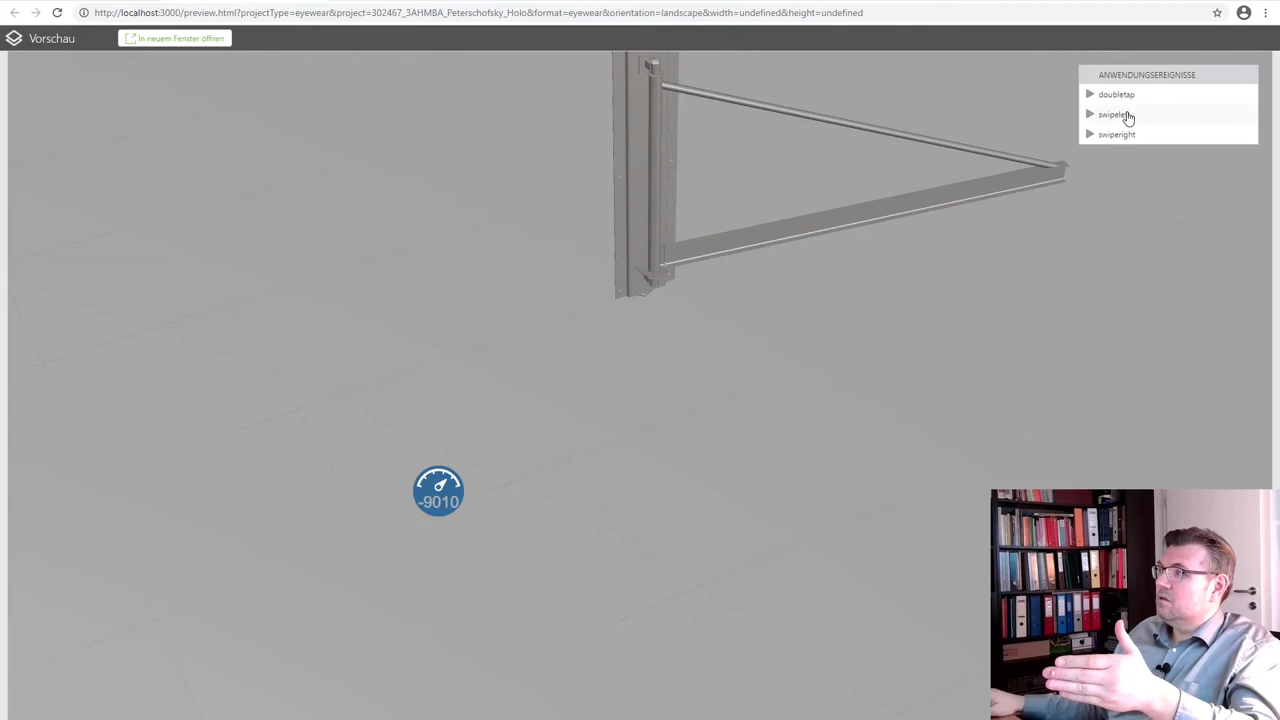 http://localhost:3000/preview.html?projectType=eyewear&project=302467_3AHMBA_Peterschofsky_Holo&format=eyewear&orientation=landscape&width=undefined&height=undefined
Vorschau
In neuem Fenster öffnen
ANWENDUNGSEREIGNISSE
doubletap
swiperight
-9010